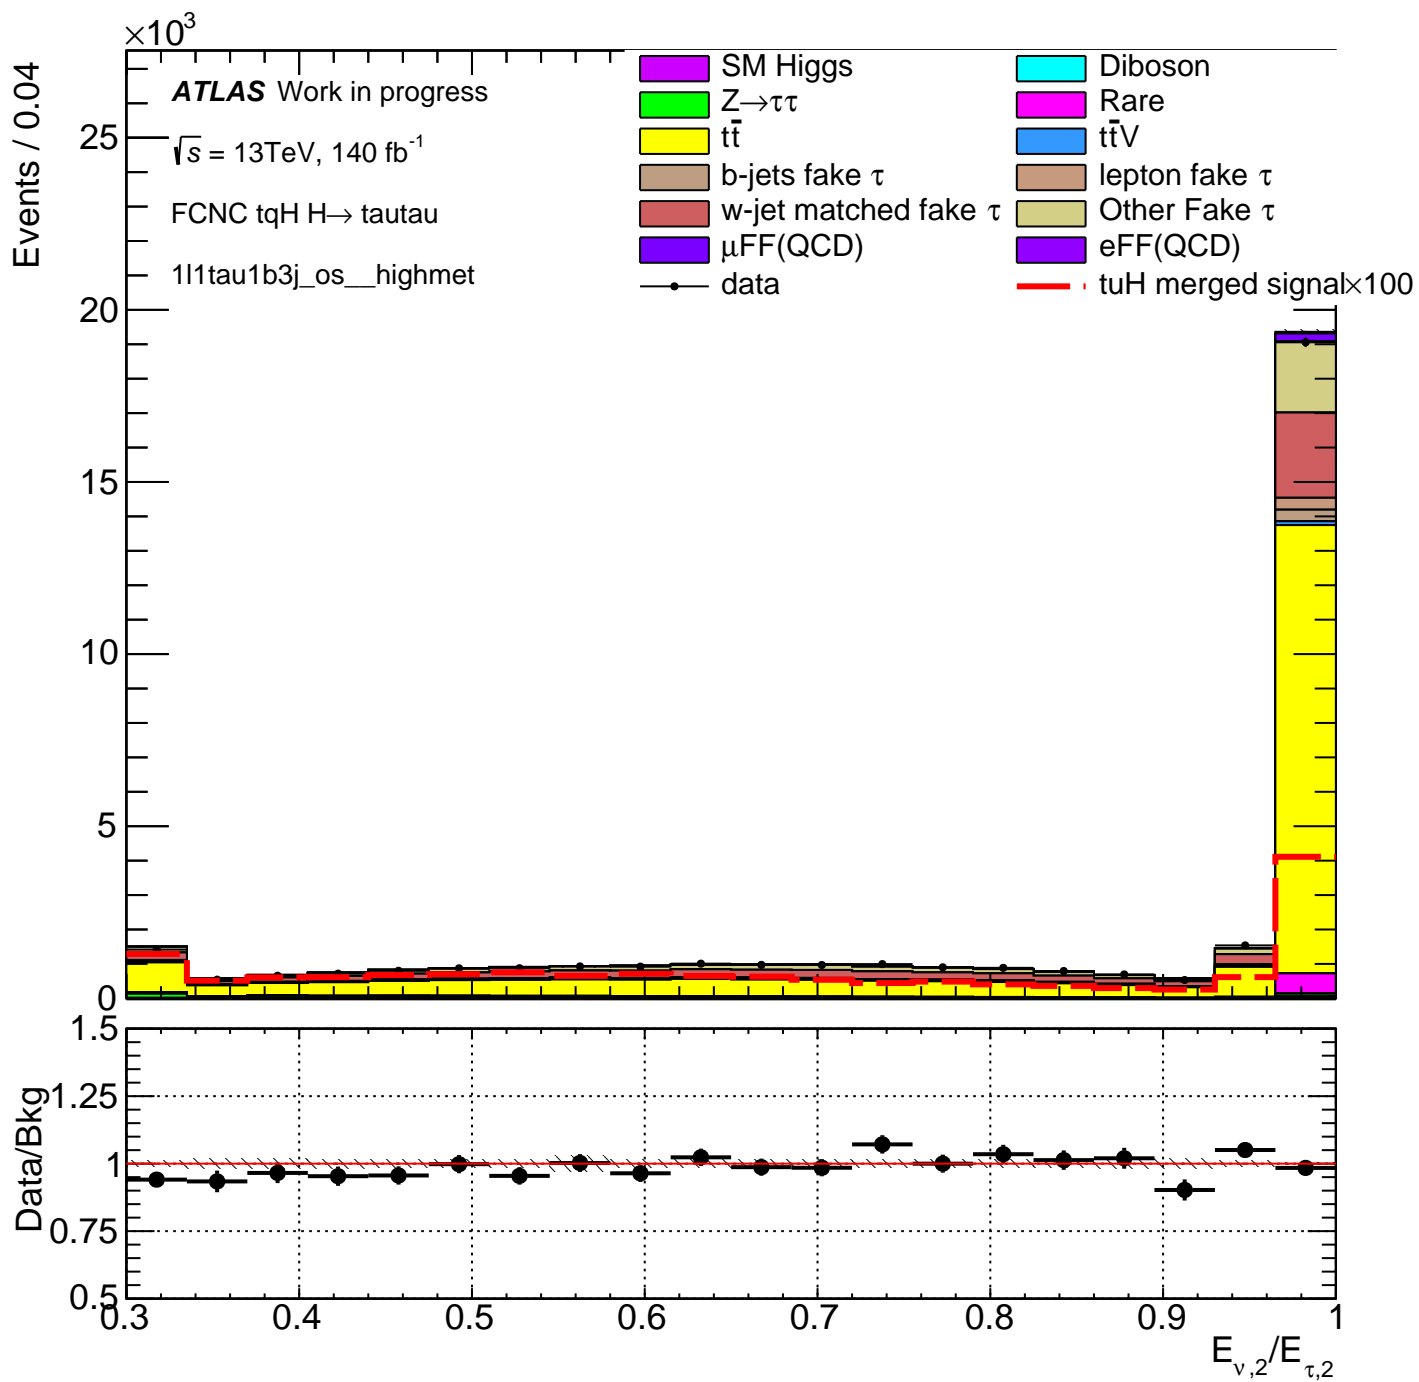 ×10³
Events / 0.04
25
20
15
10
5
0
ATLAS Work in progress
√s = 13TeV, 140 fb⁻¹
FCNC tqH H→ tautau
1l1tau1b3j_os__highmet
SM Higgs
Diboson
Z→ττ
Rare
tt̄
tt̄V
b-jets fake τ
lepton fake τ
w-jet matched fake τ
Other Fake τ
μFF(QCD)
eFF(QCD)
data
tuH merged signal×100
Data/Bkg
1.5
1.25
1
0.75
0.5
0.3 0.4 0.5 0.6 0.7 0.8 0.9 1
E_ν,2/E_τ,2